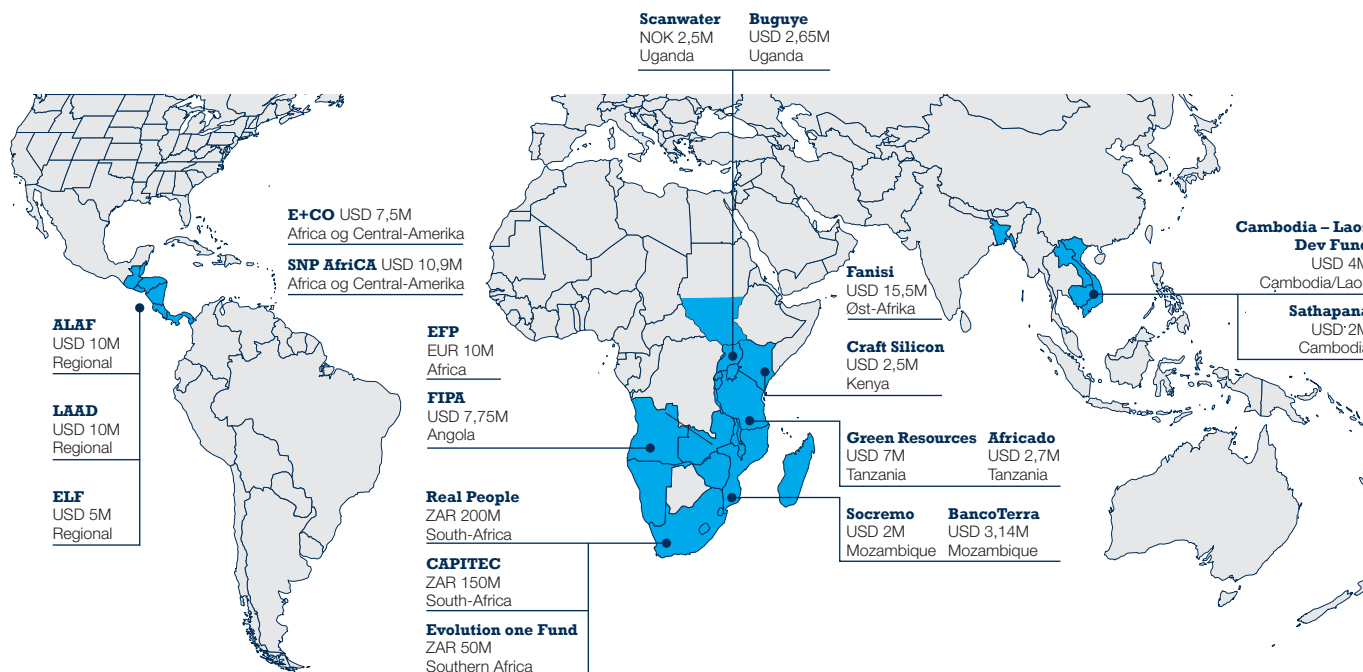 Scanwater
NOK 2,5M
Uganda
Buguye
USD 2,65M
Uganda
E+CO USD 7,5M
Africa og Central-Amerika
SNP AfriCA USD 10,9M
Africa og Central-Amerika
ALAF
USD 10M
Regional
LAAD
USD 10M
Regional
ELF
USD 5M
Regional
EFP
EUR 10M
Africa
FIPA
USD 7,75M
Angola
Real People
ZAR 200M
South-Africa
CAPITEC
ZAR 150M
South-Africa
Evolution one Fund
ZAR 50M
Southern Africa
Fanisi
USD 15,5M
Øst-Afrika
Craft Silicon
USD 2,5M
Kenya
Green Resources
USD 7M
Tanzania
Africado
USD 2,7M
Tanzania
Socremo
USD 2M
Mozambique
BancoTerra
USD 3,14M
Mozambique
Cambodia – Laos
Dev Fund
USD 4M
Cambodia/Lao
Sathapana
USD 2M
Cambodia